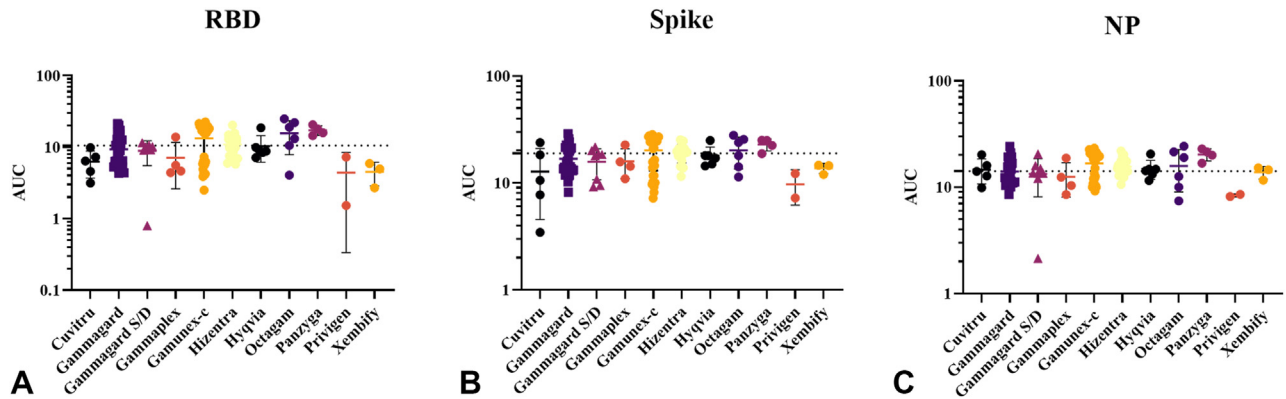 RBD
AUC
100
10
1
0.1
Cuvitru
Gammagard
Gammagard S/D
Gammaplex
Gamunex-c
Hizentra
Hyqvia
Octagam
Panzyga
Privigen
Xembify
A
Spike
AUC
100
10
1
Cuvitru
Gammagard
Gammagard S/D
Gammaplex
Gamunex-c
Hizentra
Hyqvia
Octagam
Panzyga
Privigen
Xembify
B
NP
AUC
100
10
1
Cuvitru
Gammagard
Gammagard S/D
Gammaplex
Gamunex-c
Hizentra
Hyqvia
Octagam
Panzyga
Privigen
Xembify
C